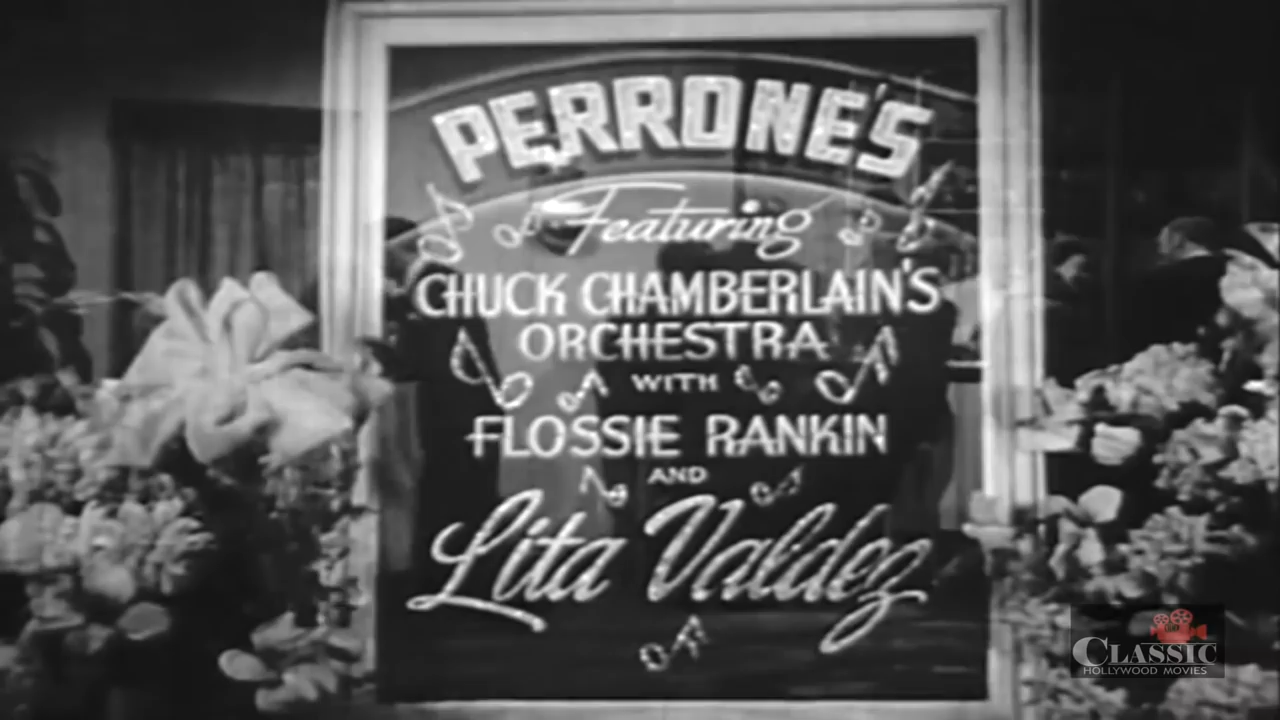 PERRONE'S
Featuring
CHUCK CHAMBERLAIN'S
ORCHESTRA
WITH
FLOSSIE RANKIN
AND
Lita Valdez
CLASSIC
HOLLYWOOD MOVIES